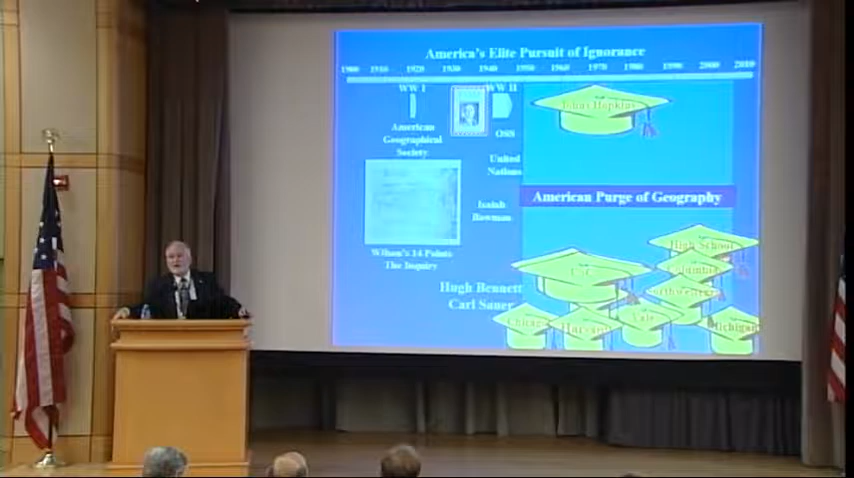 America's Elite Pursuit of Ignorance
1900 1910 1920 1930 1940 1950 1960 1970 1980 1990 2000 2010
WW I
WW II
Johns Hopkins
American
Geographical
Society
OSS
United
Nations
American Purge of Geography
Isaiah
Bowman
Wilson's 14 Points
The Inquiry
High School
Columbia
UofC
Northwestern
Hugh Bennett
Carl Sauer
Chicago
Harvard
Yale
Michigan